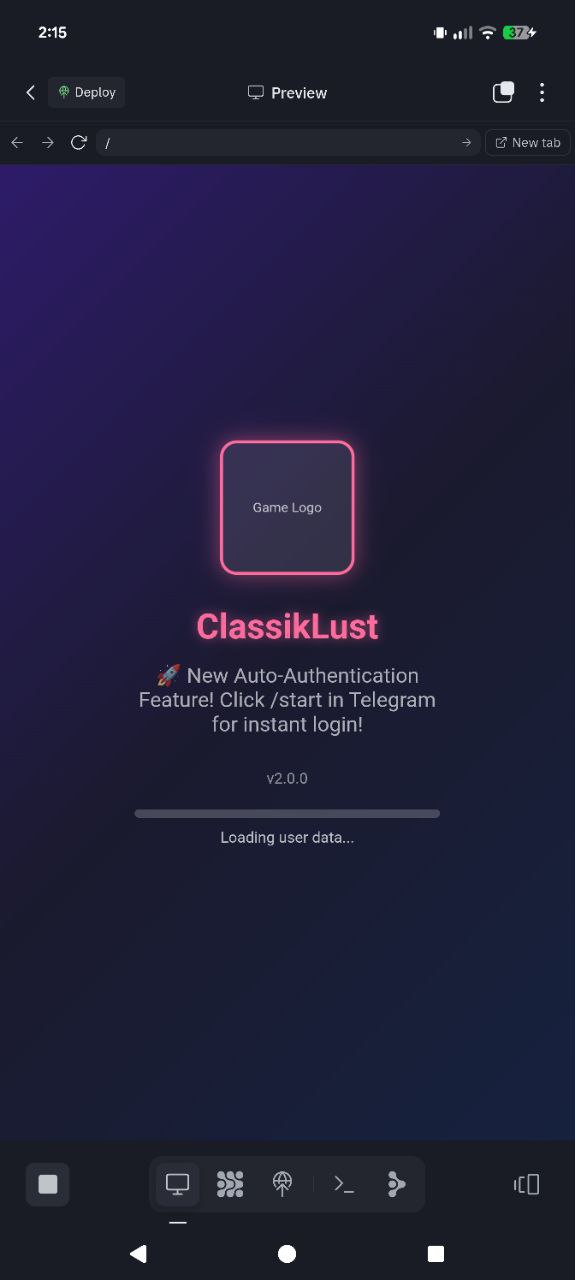 2:15
37
Deploy
Preview
/
New tab
Game Logo
ClassikLust
🚀 New Auto-Authentication
Feature! Click /start in Telegram
for instant login!
v2.0.0
Loading user data...